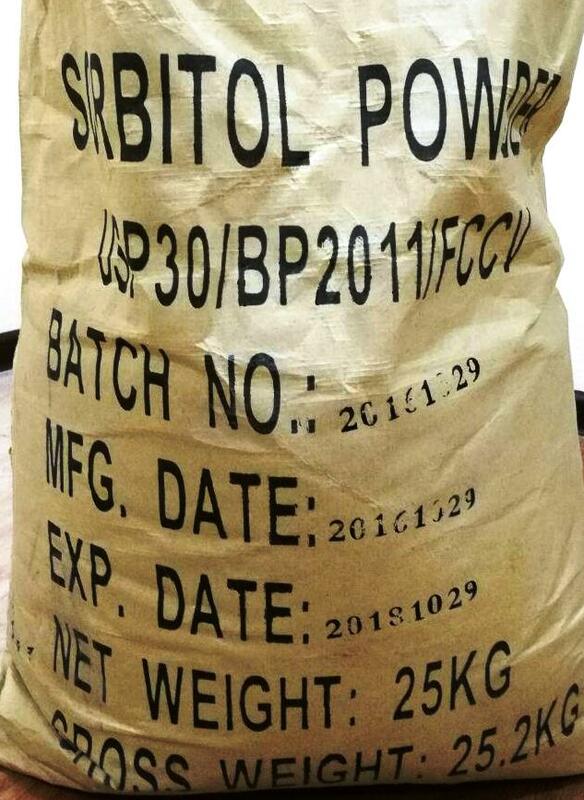 SORBITOL POWDER
USP30/BP2011/FCCV
BATCH NO.: 20161029
MFG. DATE: 20161029
EXP. DATE: 20181029
NET WEIGHT: 25KG
GROSS WEIGHT: 25.2KG